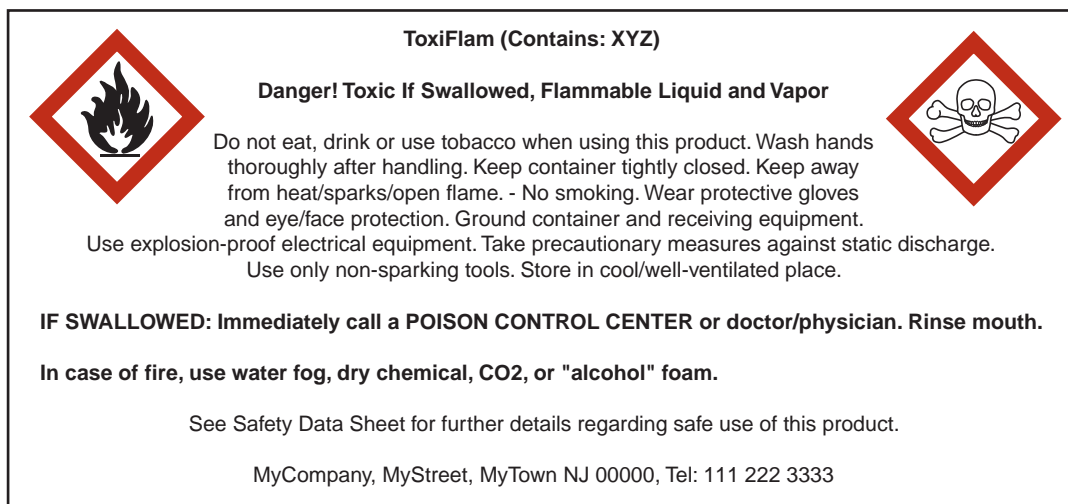 ToxiFlam (Contains: XYZ)
Danger! Toxic If Swallowed, Flammable Liquid and Vapor
Do not eat, drink or use tobacco when using this product. Wash hands
thoroughly after handling. Keep container tightly closed. Keep away
from heat/sparks/open flame. - No smoking. Wear protective gloves
and eye/face protection. Ground container and receiving equipment.
Use explosion-proof electrical equipment. Take precautionary measures against static discharge.
Use only non-sparking tools. Store in cool/well-ventilated place.
IF SWALLOWED: Immediately call a POISON CONTROL CENTER or doctor/physician. Rinse mouth.
In case of fire, use water fog, dry chemical, CO2, or "alcohol" foam.
See Safety Data Sheet for further details regarding safe use of this product.
MyCompany, MyStreet, MyTown NJ 00000, Tel: 111 222 3333